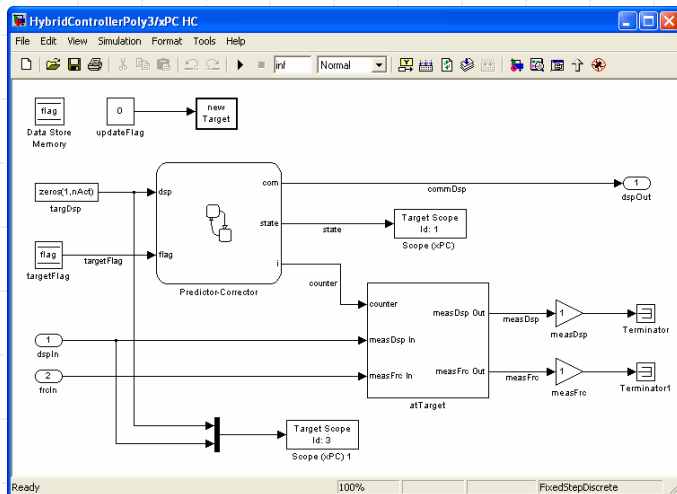 HybridControllerPoly3/xPC HC
File Edit View Simulation Format Tools Help
inf Normal
flag
Data Store
Memory
0
updateFlag
new
Target
zeros(1,nAct)
targDsp
flag
targetFlag
targetFlag
dsp
flag
com
state
i
Predictor-Corrector
commDsp
1
dspOut
state
Target Scope
Id: 1
Scope (xPC)
counter
counter
measDsp In
measFrc In
measDsp Out
measFrc Out
atTarget
measDsp
1
measDsp
Terminator
measFrc
1
measFrc
Terminator1
1
dspIn
2
frcIn
Target Scope
Id: 3
Scope (xPC) 1
Ready 100% FixedStepDiscrete